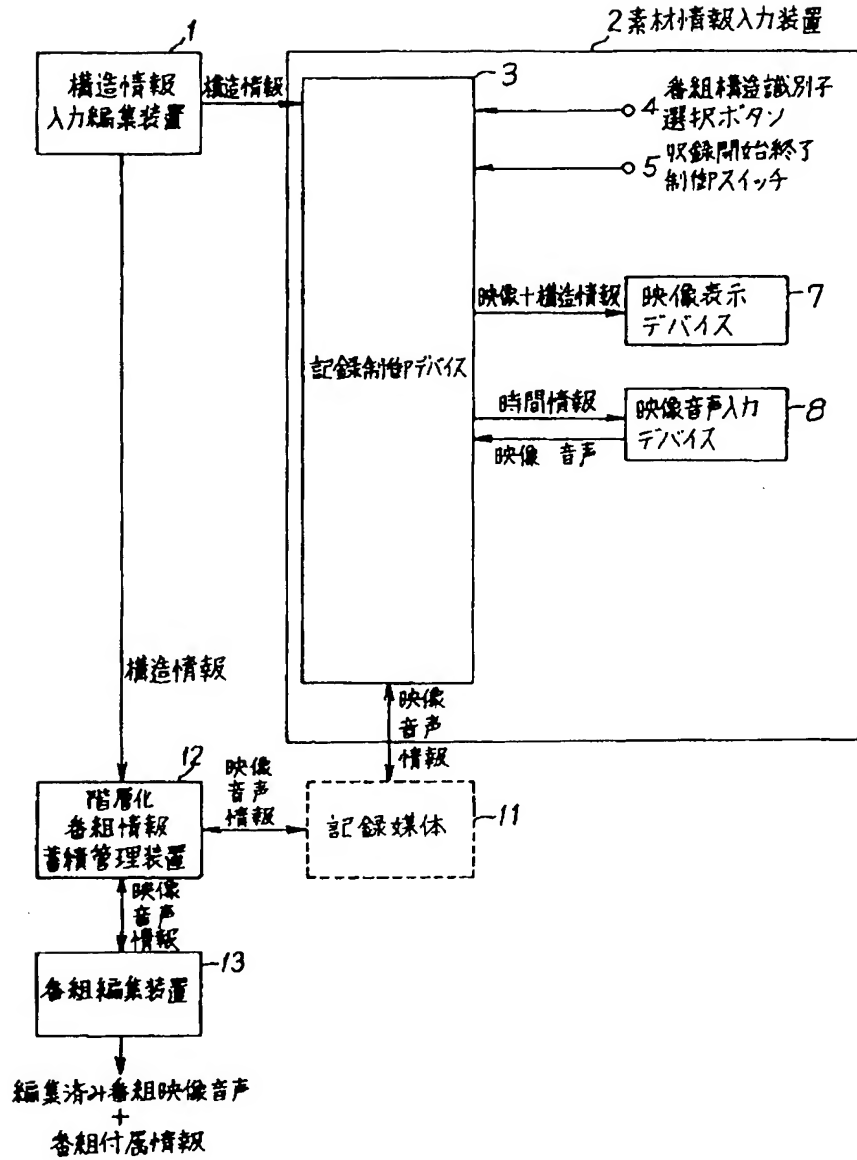 2 素材情報入力装置
1
構造情報
入力編集装置
構造情報
3
4 番組構造識別子
選択ボタン
5 収録開始終了
制御スイッチ
映像+構造情報
映像表示
デバイス
7
記録制御デバイス
時間情報
映像 音声
映像音声入力
デバイス
8
構造情報
映像
音声
情報
12
階層化
番組情報
蓄積管理装置
映像
音声
情報
記録媒体
11
映像
音声
情報
13
番組編集装置
編集済み番組映像音声
+
番組付属情報